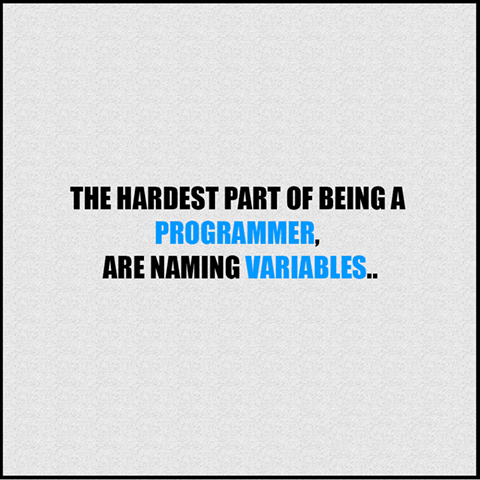 THE HARDEST PART OF BEING A
PROGRAMMER,
ARE NAMING VARIABLES..